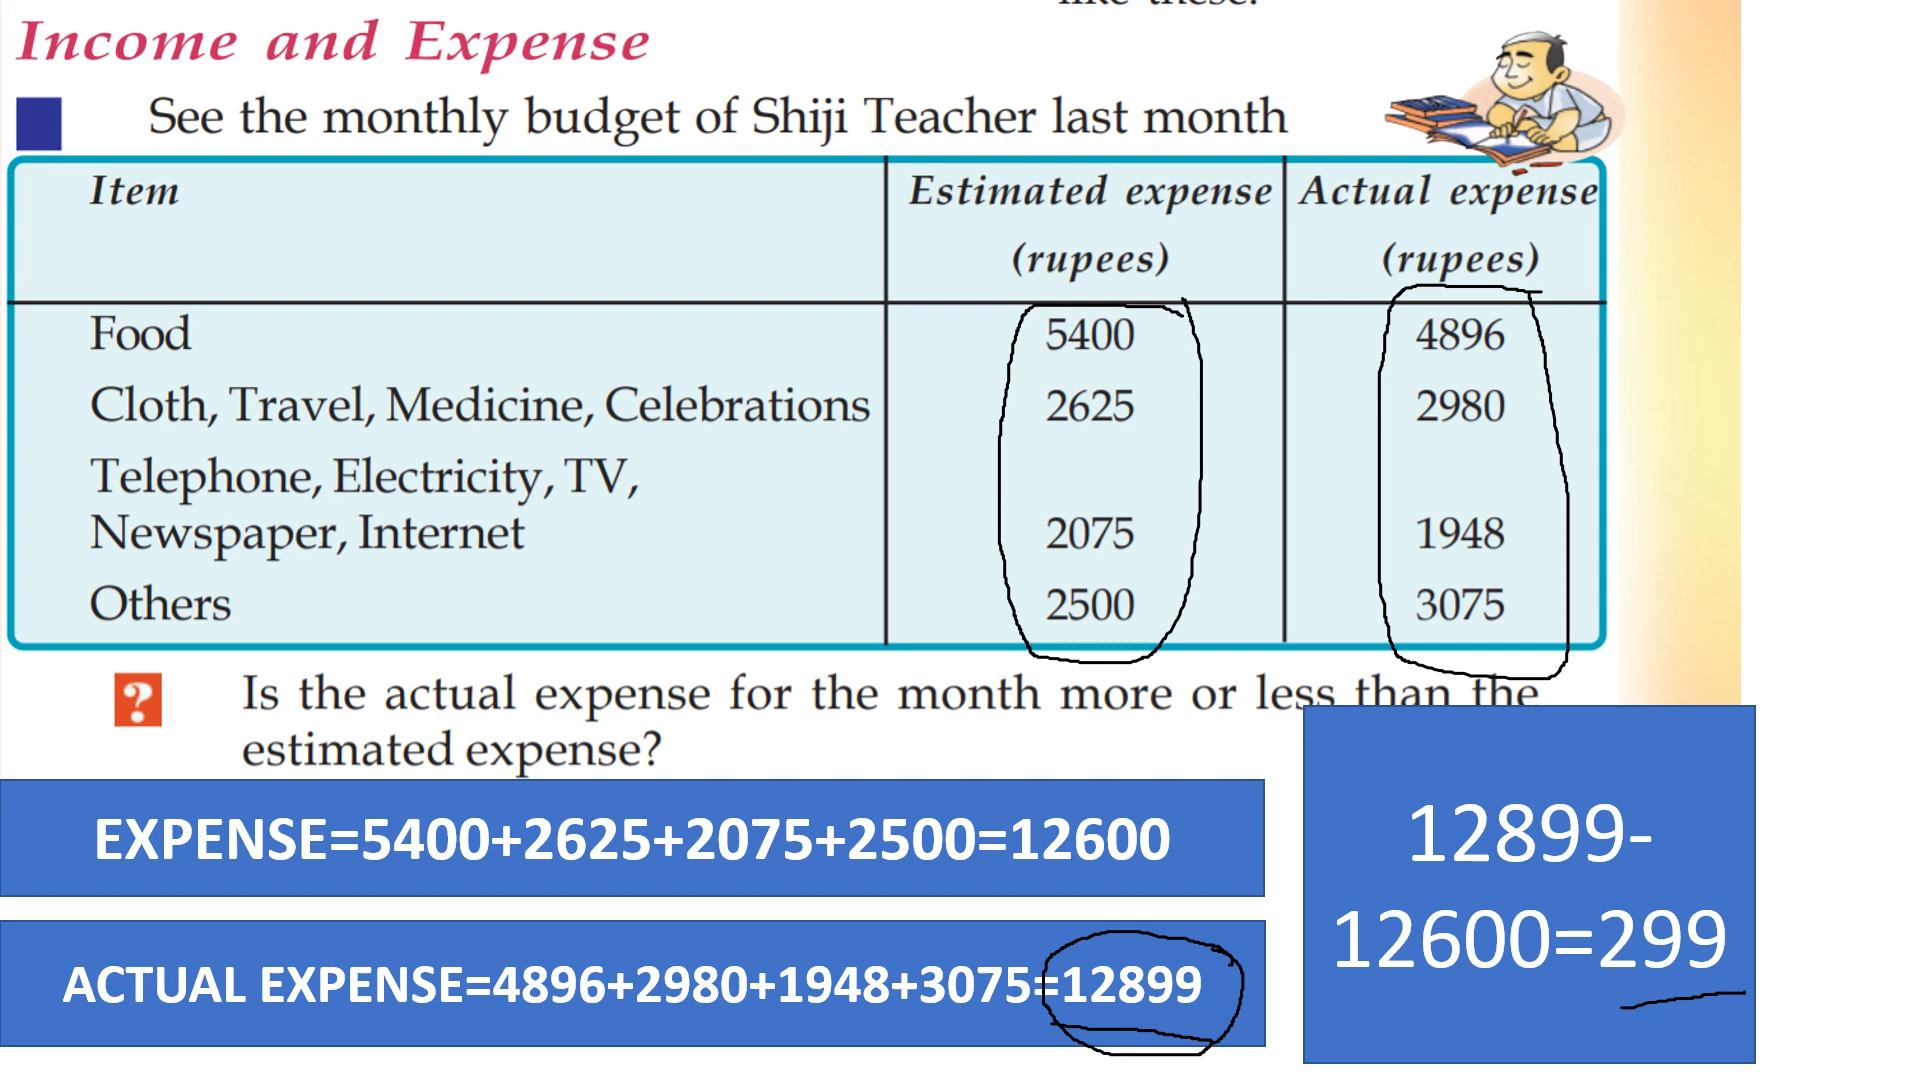 Income and Expense
See the monthly budget of Shiji Teacher last month
Item Estimated expense Actual expense
(rupees) (rupees)
Food 5400 4896
Cloth, Travel, Medicine, Celebrations 2625 2980
Telephone, Electricity, TV,
Newspaper, Internet 2075 1948
Others 2500 3075
?
Is the actual expense for the month more or less than the
estimated expense?
EXPENSE=5400+2625+2075+2500=12600
ACTUAL EXPENSE=4896+2980+1948+3075=12899
12899-
12600=299